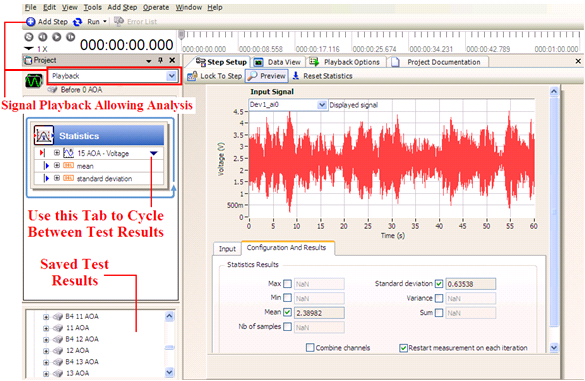 File Edit View Tools Add Step Operate Window Help
Add Step Run Error List
1 X
000:00:00.000
000:00:00.000 000:00:08.558 000:00:17.116 000:00:25.674 000:00:34.231 000:00:42.789 000:00:51.001
Project
Playback
Before 0 AOA
Signal Playback Allowing Analysis
Statistics
15 AOA - Voltage
mean
standard deviation
Use this Tab to Cycle
Between Test Results
Saved Test
Results
B4 11 AOA
11 AOA
B4 12 AOA
12 AOA
B4 13 AOA
13 AOA
Step Setup Data View Playback Options Project Documentation
Lock To Step Preview Reset Statistics
Input Signal
Dev1_ai0 Displayed signal
Voltage (V)
4.5
4
3.5
3
2.5
2
1.5
1
500m
0 5 10 15 20 25 30 35 40 45 50 55 60
Time (s)
Input Configuration And Results
Statistics Results
Max NaN Standard deviation 0.63538
Min NaN Variance NaN
Mean 2.38982 Sum NaN
Nb of samples NaN
Combine channels Restart measurement on each iteration